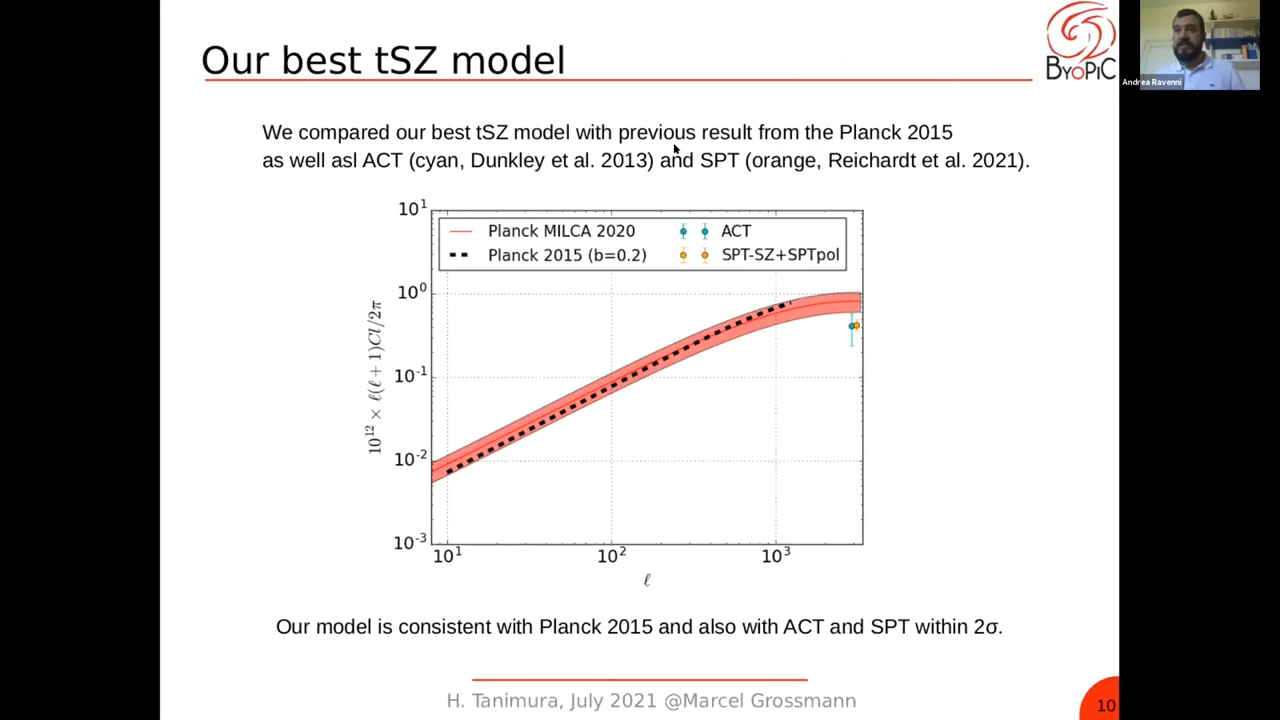 Our best tSZ model
ByoPiC
Andrea Ravenni
We compared our best tSZ model with previous result from the Planck 2015
as well asl ACT (cyan, Dunkley et al. 2013) and SPT (orange, Reichardt et al. 2021).
10¹
Planck MILCA 2020
ACT
Planck 2015 (b=0.2)
SPT-SZ+SPTpol
10⁰
10⁻¹
10⁻²
10⁻³
10¹² × ℓ(ℓ+1)Cl/2π
10¹ 10² 10³
ℓ
Our model is consistent with Planck 2015 and also with ACT and SPT within 2σ.
H. Tanimura, July 2021 @Marcel Grossmann
10